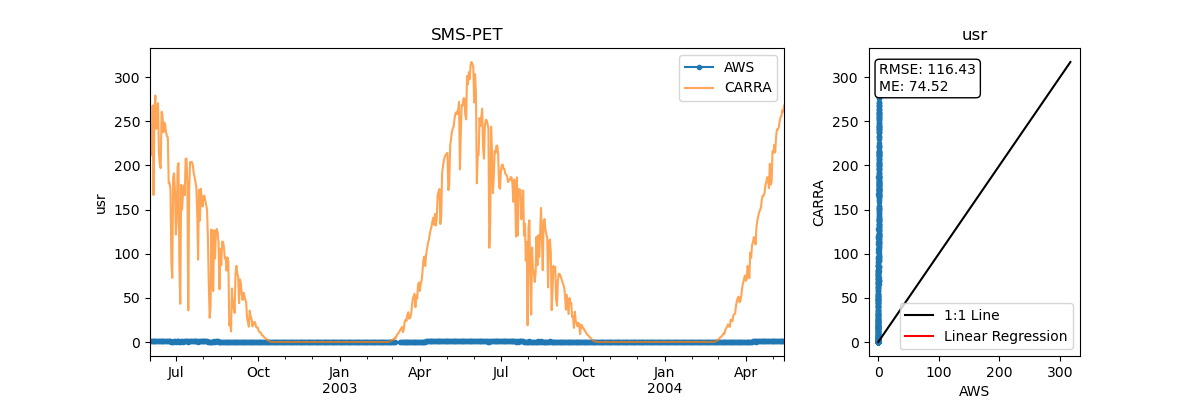 SMS-PET
usr
300
250
200
150
100
50
0
Jul
Oct
Jan
2003
Apr
Jul
Oct
Jan
2004
Apr
AWS
CARRA
usr
CARRA
300
250
200
150
100
50
0
RMSE: 116.43
ME: 74.52
1:1 Line
Linear Regression
0
100
200
300
AWS